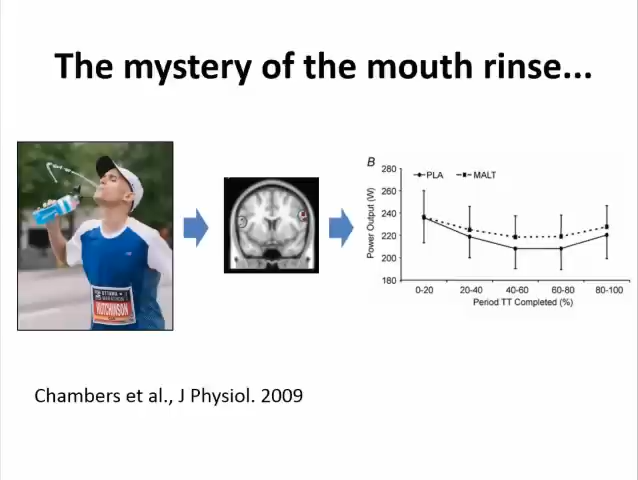 The mystery of the mouth rinse...
HUTCHINSON
B
PLA
MALT
Power Output (W)
280
260
240
220
200
180
0-20
20-40
40-60
60-80
80-100
Period TT Completed (%)
Chambers et al., J Physiol. 2009